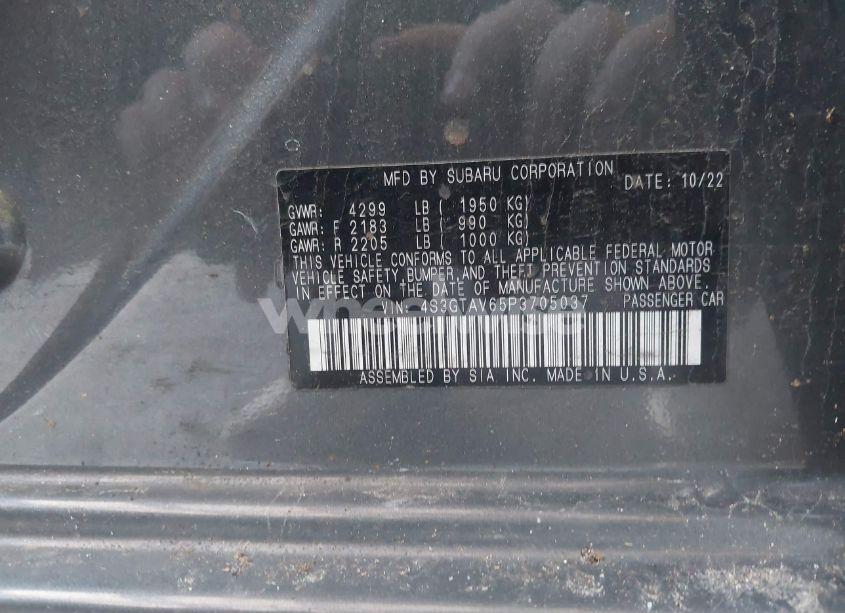 MFD BY SUBARU CORPORATION DATE: 10/22
GVWR: 4299 LB ( 1950 KG)
GAWR: F 2183 LB ( 990 KG)
GAWR: R 2205 LB ( 1000 KG)
THIS VEHICLE CONFORMS TO ALL APPLICABLE FEDERAL MOTOR
VEHICLE SAFETY,BUMPER,AND THEFT PREVENTION STANDARDS
IN EFFECT ON THE DATE OF MANUFACTURE SHOWN ABOVE.
VIN: 4S3GTAV65P3705037 PASSENGER CAR
ASSEMBLED BY SIA INC. MADE IN U.S.A.